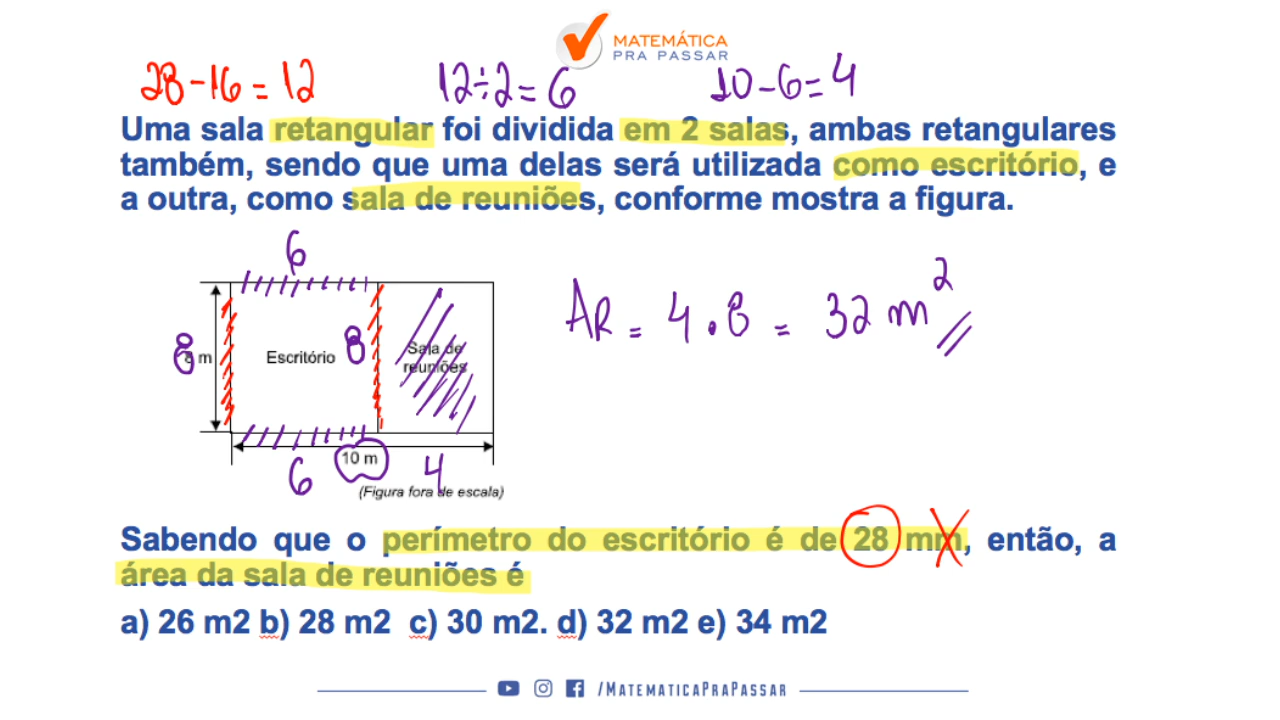 MATEMÁTICA
PRA PASSAR
28-16=12
12÷2=6
10-6=4
Uma sala retangular foi dividida em 2 salas, ambas retangulares
também, sendo que uma delas será utilizada como escritório, e
a outra, como sala de reuniões, conforme mostra a figura.
6
8 m
Escritório
8
Sala de
reuniões
AR = 4.8 = 32 m²
10 m
6
4
(Figura fora de escala)
Sabendo que o perímetro do escritório é de 28 mm, então, a
área da sala de reuniões é
a) 26 m2 b) 28 m2 c) 30 m2. d) 32 m2 e) 34 m2
/MATEMATICAPRAPASSAR